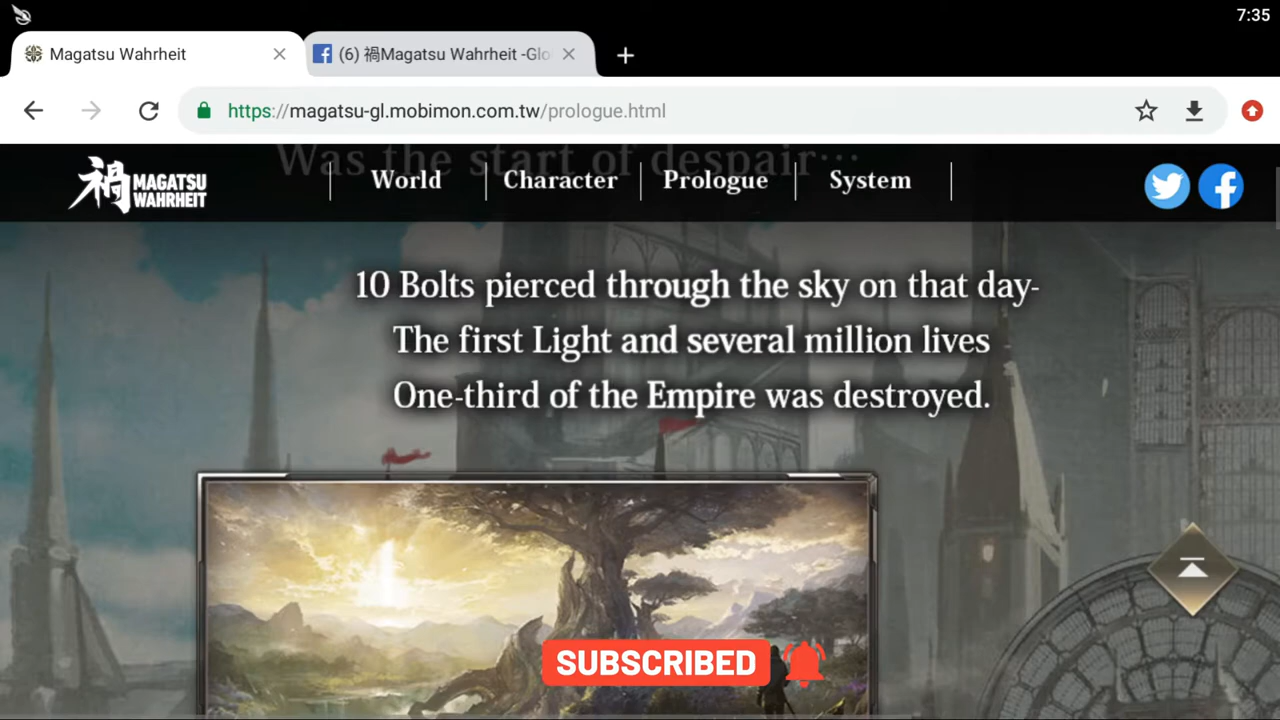 7:35
Magatsu Wahrheit
(6) 禍Magatsu Wahrheit -Glo
https://magatsu-gl.mobimon.com.tw/prologue.html
Was the start of despair…
禍 MAGATSU
WAHRHEIT
World
Character
Prologue
System
10 Bolts pierced through the sky on that day-
The first Light and several million lives
One-third of the Empire was destroyed.
SUBSCRIBED